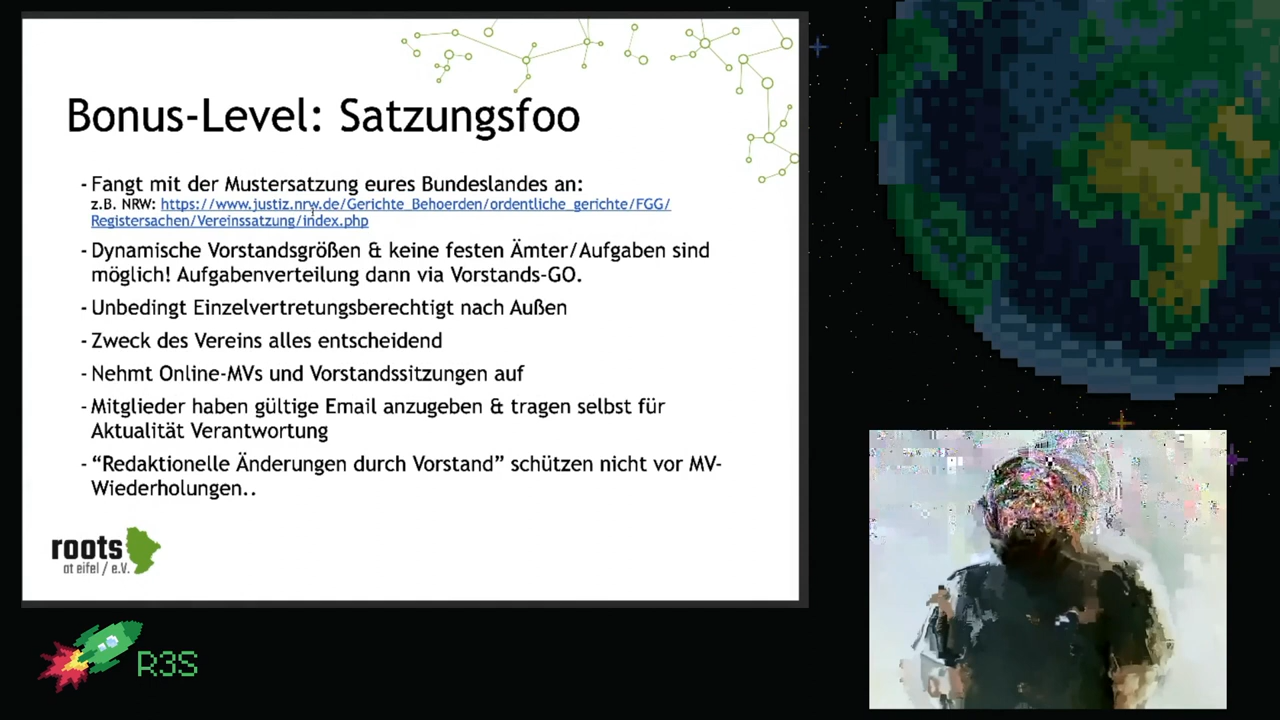 Bonus-Level: Satzungsfoo
- Fangt mit der Mustersatzung eures Bundeslandes an:
z.B. NRW: https://www.justiz.nrw.de/Gerichte_Behoerden/ordentliche_gerichte/FGG/
Registersachen/Vereinssatzung/index.php
- Dynamische Vorstandsgrößen & keine festen Ämter/Aufgaben sind
möglich! Aufgabenverteilung dann via Vorstands-GO.
- Unbedingt Einzelvertretungsberechtigt nach Außen
- Zweck des Vereins alles entscheidend
- Nehmt Online-MVs und Vorstandssitzungen auf
- Mitglieder haben gültige Email anzugeben & tragen selbst für
Aktualität Verantwortung
- “Redaktionelle Änderungen durch Vorstand” schützen nicht vor MV-
Wiederholungen..
roots
at eifel / e.V.
R3S